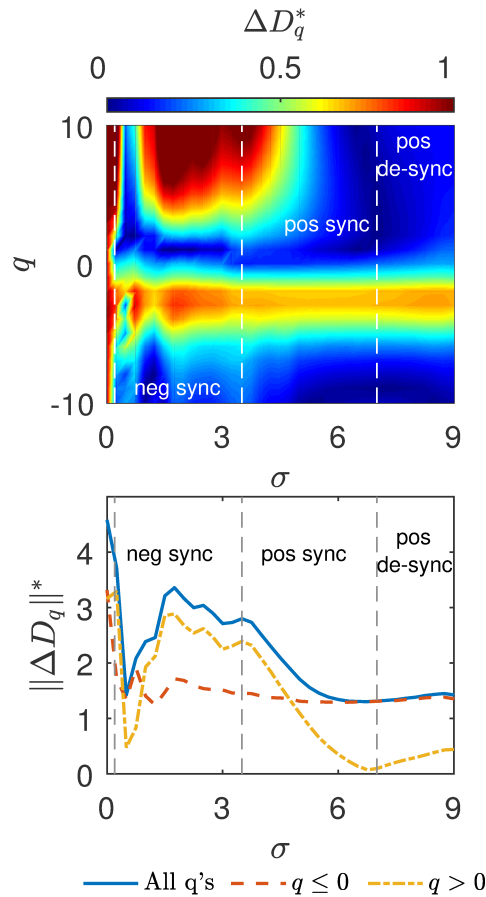 ΔD*q
0 0.5 1
10
pos
de-sync
pos sync
q
0
neg sync
-10
0 3 6 9
σ
4
neg sync pos sync pos
de-sync
3
||ΔDq||*
2
1
0
0 3 6 9
σ
All q's q ≤ 0 q > 0